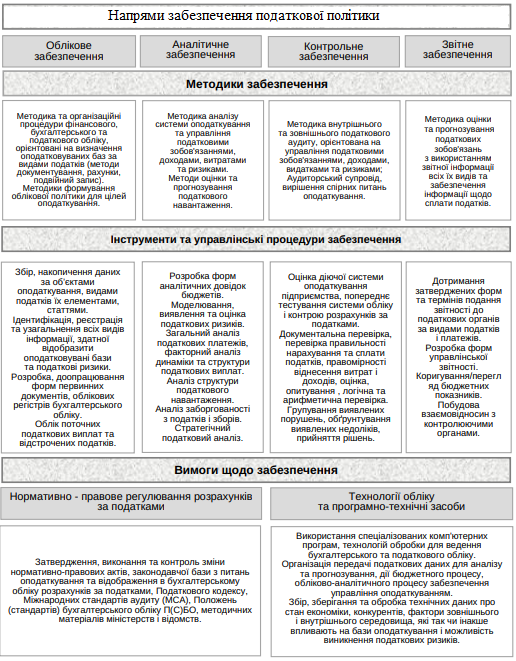 Напрями забезпечення податкової політики
Облікове
забезпечення
Аналітичне
забезпечення
Контрольне
забезпечення
Звітне
забезпечення
Методики забезпечення
Методика та організаційні
процедури фінансового,
бухгалтерського та
податкового обліку,
орієнтовані на визначення
оподатковуваних баз за
видами податків (методи
документування, рахунки,
подвійний запис).
Методики формування
облікової політики для цілей
оподаткування.
Методика аналізу
системи оподаткування
та управління
податковими
зобов'язаннями,
доходами, витратами
та ризиками.
Методи оцінки та
прогнозування
податкового
навантаження.
Методика внутрішнього
та зовнішнього податкового
аудиту, орієнтована на
управління податковими
зобов'язаннями, доходами,
видатками та ризиками;
Аудиторський супровід,
вирішення спірних питань
оподаткування.
Методика оцінки
та прогнозування
податкових
зобов'язань
з використанням
звітної інформації
всіх їх видів та
забезпечення
інформації щодо
сплати податків.
Інструменти та управлінські процедури забезпечення
Збір, накопичення даних
за об'єктами
оподаткування, видами
податків їх елементами,
статтями.
Ідентифікація, реєстрація
та узагальнення всіх видів
інформації, здатної
відобразити
оподатковувані бази
та податкові ризики.
Розробка, доопрацювання
форм первинних
документів, облікових
регістрів бухгалтерського
обліку.
Облік поточних
податкових виплат та
відстрочених податків.
Розробка форм
аналітичних довідок
бюджетів.
Моделювання,
виявлення та оцінка
податкових ризиків.
Загальний аналіз
податкових платежів,
факторний аналіз
динаміки та структури
податкових виплат.
Аналіз структури
податкового
навантаження.
Аналіз заборгованості
з податків і зборів.
Стратегічний
податковий аналіз.
Оцінка діючої системи
оподаткування
підприємства, попереднє
тестування системи обліку
і контролю розрахунків за
податками.
Документальна перевірка,
перевірка правильності
нарахування та сплати
податків, правомірності
віднесення витрат і
доходів, оцінка,
опитування , логічна та
арифметична перевірка.
Групування виявлених
порушень, обґрунтування
виявлених недоліків,
прийняття рішень.
Дотримання
затверджених форм
та термінів подання
звітності до
податкових органів
за видами податків
і платежів.
Розробка форм
управлінської
звітності.
Коригування/перегл
яд бюджетних
показників.
Побудова
взаємовідносин з
контролюючими
органами.
Вимоги щодо забезпечення
Нормативно - правове регулювання розрахунків
за податками
Технології обліку
та програмно-технічні засоби
Затвердження, виконання та контроль зміни
нормативно-правових актів, законодавчої бази з питань
оподаткування та відображення в бухгалтерському
обліку розрахунків за податками, Податкового кодексу,
Міжнародних стандартів аудиту (МСА), Положень
(стандартів) бухгалтерського обліку П(С)БО, методичних
матеріалів міністерств і відомств.
Використання спеціалізованих комп'ютерних
програм, технологій обробки для ведення
бухгалтерського та податкового обліку.
Організація передачі податкових даних для аналізу
та прогнозування, дії бюджетного процесу,
обліково-аналітичного процесу забезпечення
управління оподаткуванням.
Збір, зберігання та обробка технічних даних про
стан економіки, конкурентів, фактори зовнішнього
і внутрішнього середовища, які так чи інакше
впливають на бази оподаткування і можливість
виникнення податкових ризиків.